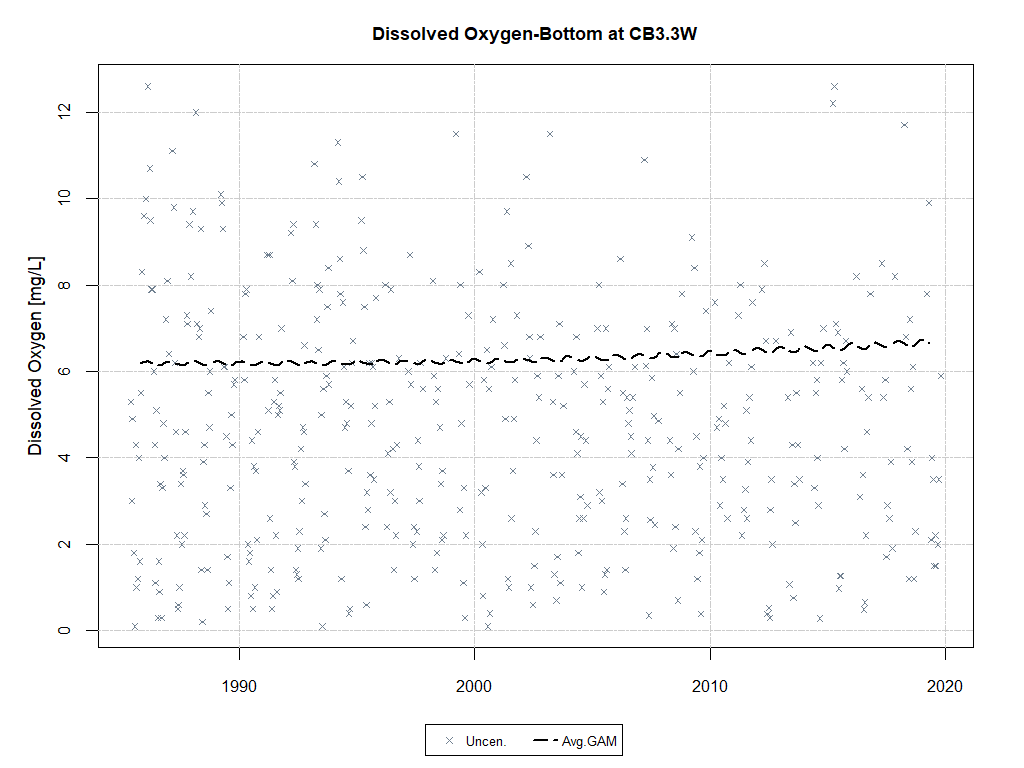 Dissolved Oxygen-Bottom at CB3.3W
Dissolved Oxygen [mg/L]
12
10
8
6
4
2
0
1990 2000 2010 2020
Uncen. Avg.GAM